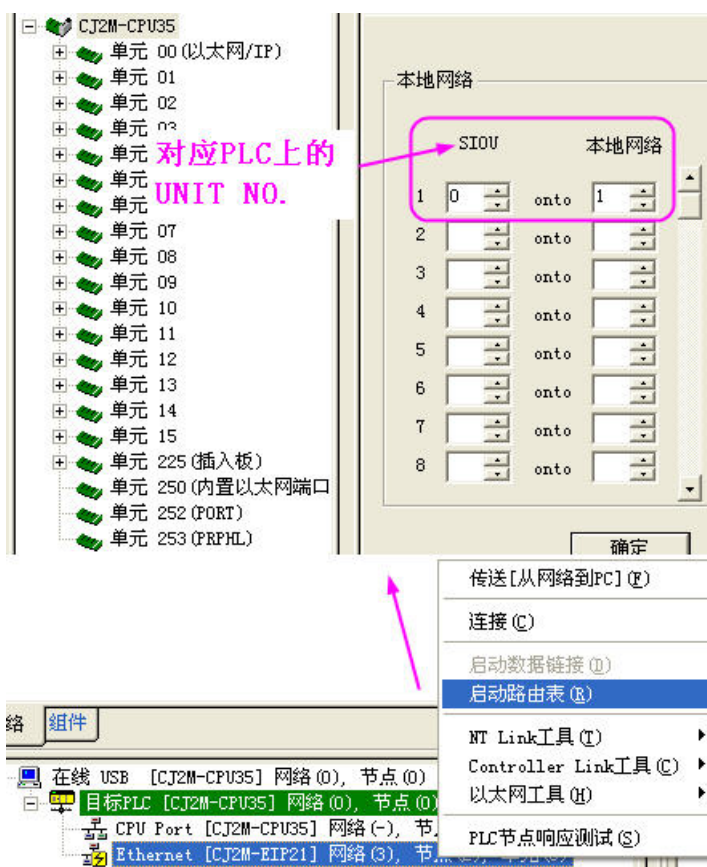 CJ2M-CPU35
单元 00(以太网/IP)
单元 01
单元 02
单元 03
单元
单元
单元
单元 07
单元 08
单元 09
单元 10
单元 11
单元 12
单元 13
单元 14
单元 15
单元 225(插入板)
单元 250(内置以太网端口
单元 252(PORT)
单元 253(PRPHL)
对应PLC上的
UNIT NO.
本地网络
SIOU 本地网络
1 0 onto 1
2 onto
3 onto
4 onto
5 onto
6 onto
7 onto
8 onto
确定
传送[从网络到PC](F)
连接(C)
启动数据链接(D)
启动路由表(R)
NT Link工具(T)
Controller Link工具(C)
以太网工具(H)
PLC节点响应测试(S)
络 组件
在线 USB [CJ2M-CPU35] 网络(0), 节点(0)
目标PLC [CJ2M-CPU35] 网络(0), 节点(0)
CPU Port [CJ2M-CPU35] 网络(-), 节
Ethernet [CJ2M-EIP21] 网络(3), 节